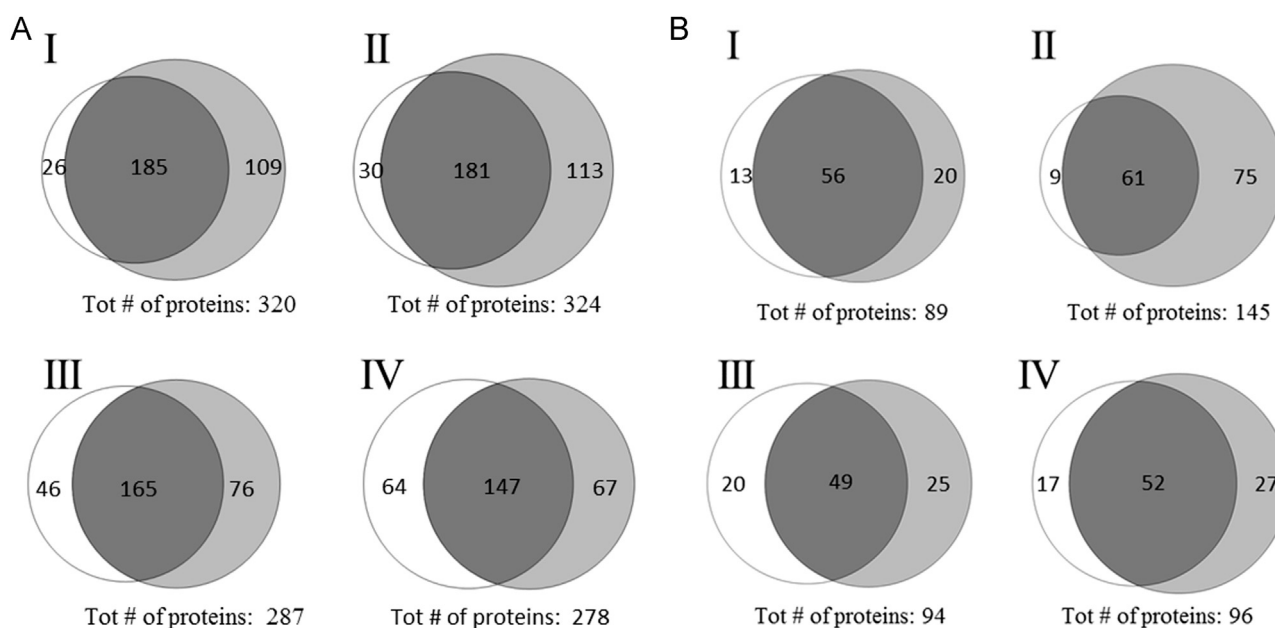 A
B
I
26 185 109
Tot # of proteins: 320
II
30 181 113
Tot # of proteins: 324
I
13 56 20
Tot # of proteins: 89
II
9 61 75
Tot # of proteins: 145
III
46 165 76
Tot # of proteins: 287
IV
64 147 67
Tot # of proteins: 278
III
20 49 25
Tot # of proteins: 94
IV
17 52 27
Tot # of proteins: 96